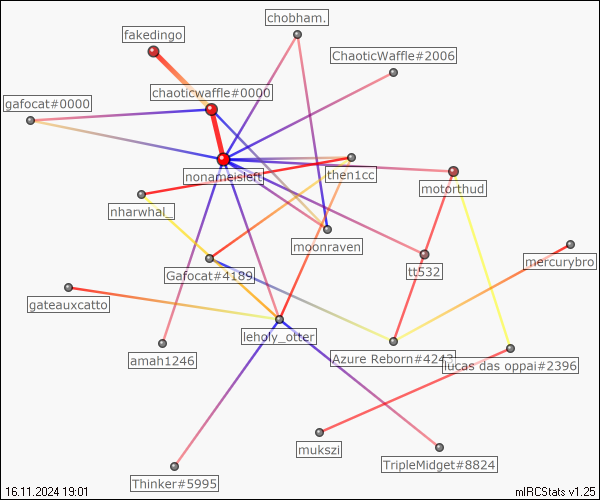 chobham.
fakedingo
ChaoticWaffle#2006
chaoticwaffle#0000
gafocat#0000
nonameisleft
then1cc
motorthud
nharwhal_
moonraven
mercurybro
Gafocat#4189
tt532
gateauxcatto
leholy_otter
amah1246
Azure Reborn#4243
lucas das oppai#2396
mukszi
TripleMidget#8824
Thinker#5995
16.11.2024 19:01
mIRCStats v1.25